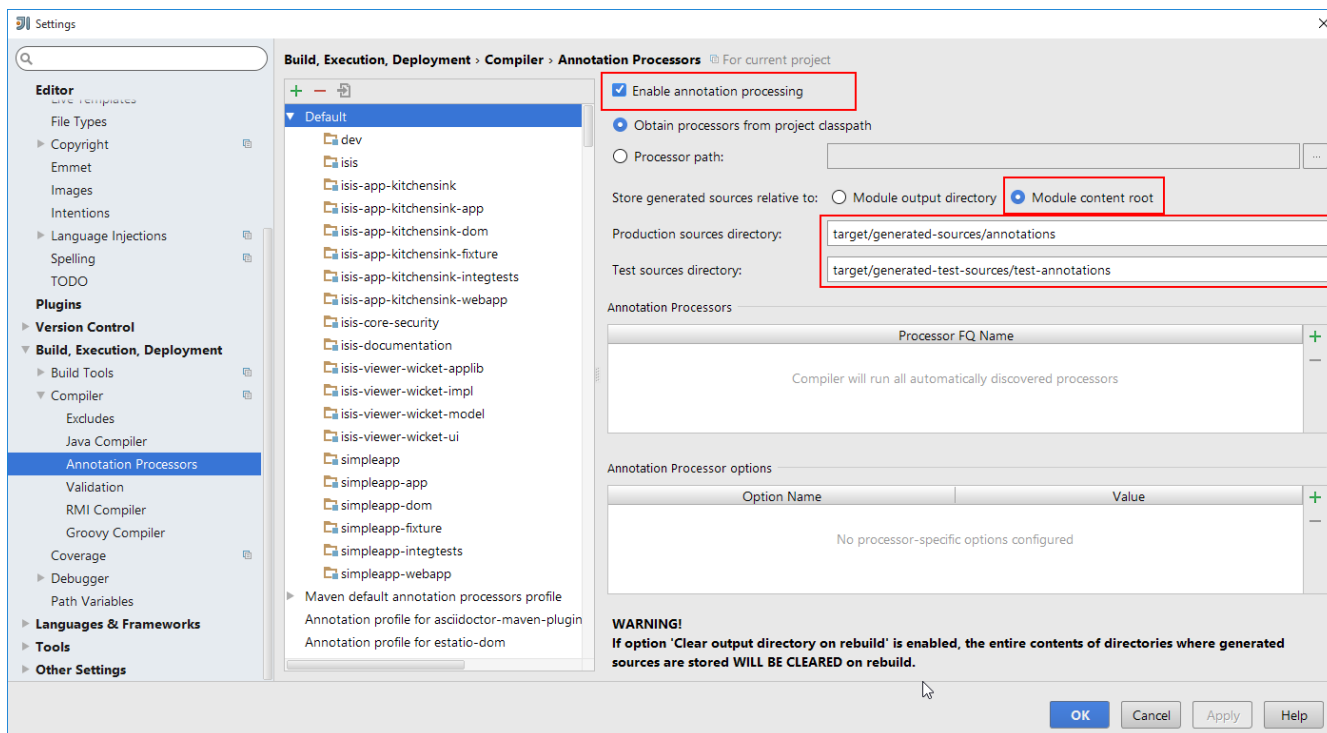 Settings
Build, Execution, Deployment › Compiler › Annotation Processors For current project
Editor
Live Templates
File Types
Copyright
Emmet
Images
Intentions
Language Injections
Spelling
TODO
Plugins
Version Control
Build, Execution, Deployment
Build Tools
Compiler
Excludes
Java Compiler
Annotation Processors
Validation
RMI Compiler
Groovy Compiler
Coverage
Debugger
Path Variables
Languages & Frameworks
Tools
Other Settings
Default
dev
isis
isis-app-kitchensink
isis-app-kitchensink-app
isis-app-kitchensink-dom
isis-app-kitchensink-fixture
isis-app-kitchensink-integtests
isis-app-kitchensink-webapp
isis-core-security
isis-documentation
isis-viewer-wicket-applib
isis-viewer-wicket-impl
isis-viewer-wicket-model
isis-viewer-wicket-ui
simpleapp
simpleapp-app
simpleapp-dom
simpleapp-fixture
simpleapp-integtests
simpleapp-webapp
Maven default annotation processors profile
Annotation profile for asciidoctor-maven-plugin
Annotation profile for estatio-dom
Enable annotation processing
Obtain processors from project classpath
Processor path:
...
Store generated sources relative to: Module output directory Module content root
Production sources directory: target/generated-sources/annotations
Test sources directory: target/generated-test-sources/test-annotations
Annotation Processors
Processor FQ Name
Compiler will run all automatically discovered processors
Annotation Processor options
Option Name Value
No processor-specific options configured
WARNING!
If option 'Clear output directory on rebuild' is enabled, the entire contents of directories where generated
sources are stored WILL BE CLEARED on rebuild.
OK Cancel Apply Help